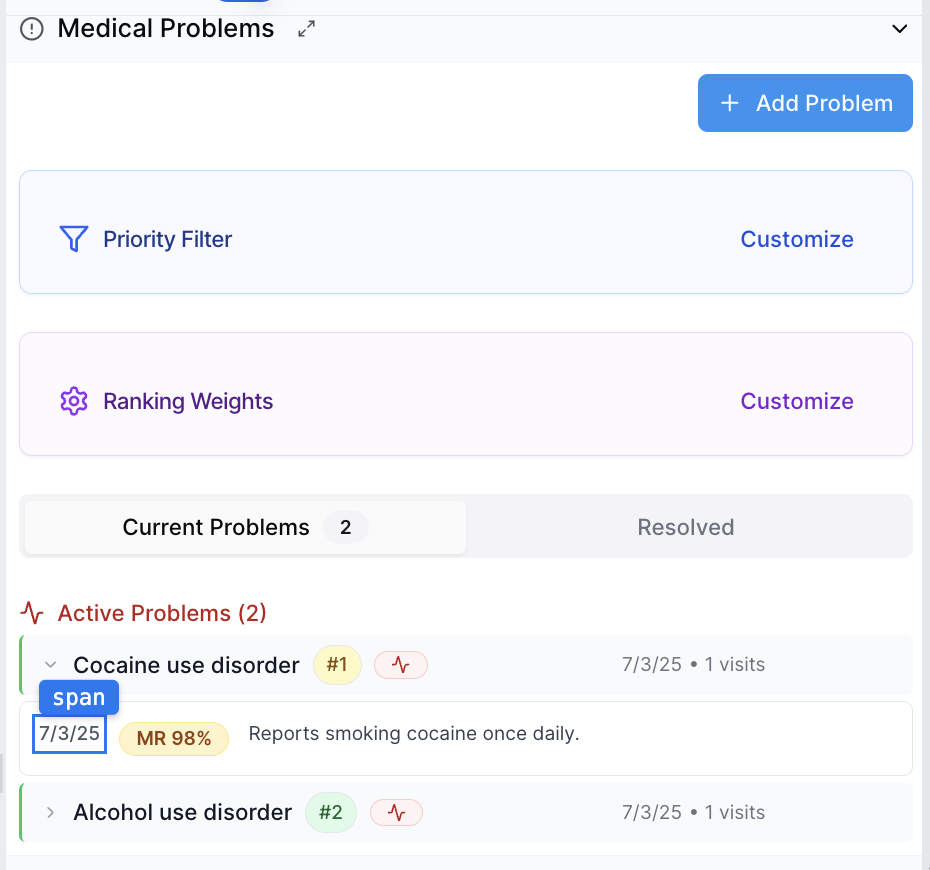 Medical Problems
+ Add Problem
Priority Filter Customize
Ranking Weights Customize
Current Problems 2 Resolved
Active Problems (2)
Cocaine use disorder #1 7/3/25 • 1 visits
span
7/3/25 MR 98% Reports smoking cocaine once daily.
Alcohol use disorder #2 7/3/25 • 1 visits